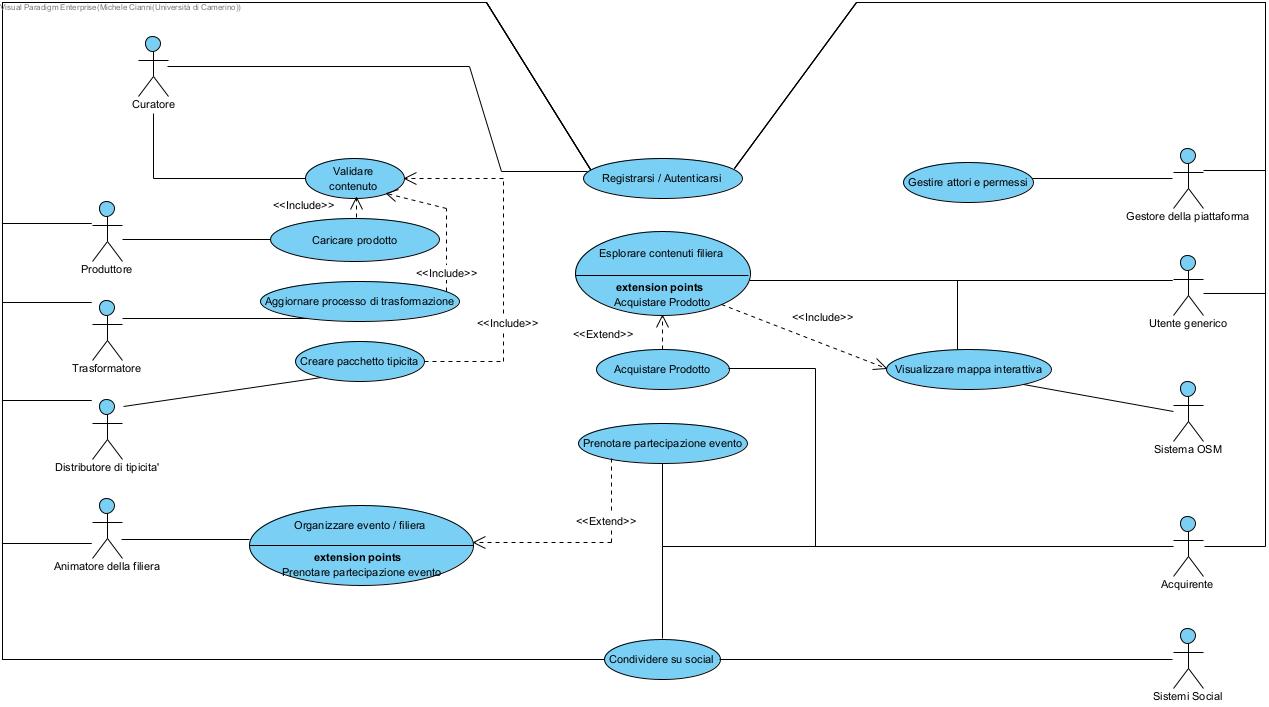 Visual Paradigm Enterprise(Michele Cianni(Università di Camerino))
Curatore
Validare
contenuto
Registrarsi / Autenticarsi
Gestire attori e permessi
Gestore della piattaforma
<<Include>>
Produttore
Caricare prodotto
Esplorare contenuti filiera
extension points
Acquistare Prodotto
<<Include>>
Aggiornare processo di trasformazione
<<Include>>
<<Extend>>
<<Include>>
Utente generico
Trasformatore
Creare pacchetto tipicita
Acquistare Prodotto
Visualizzare mappa interattiva
Distributore di tipicita'
Prenotare partecipazione evento
Sistema OSM
Organizzare evento / filiera
extension points
Prenotare partecipazione evento
<<Extend>>
Animatore della filiera
Acquirente
Condividere su social
Sistemi Social